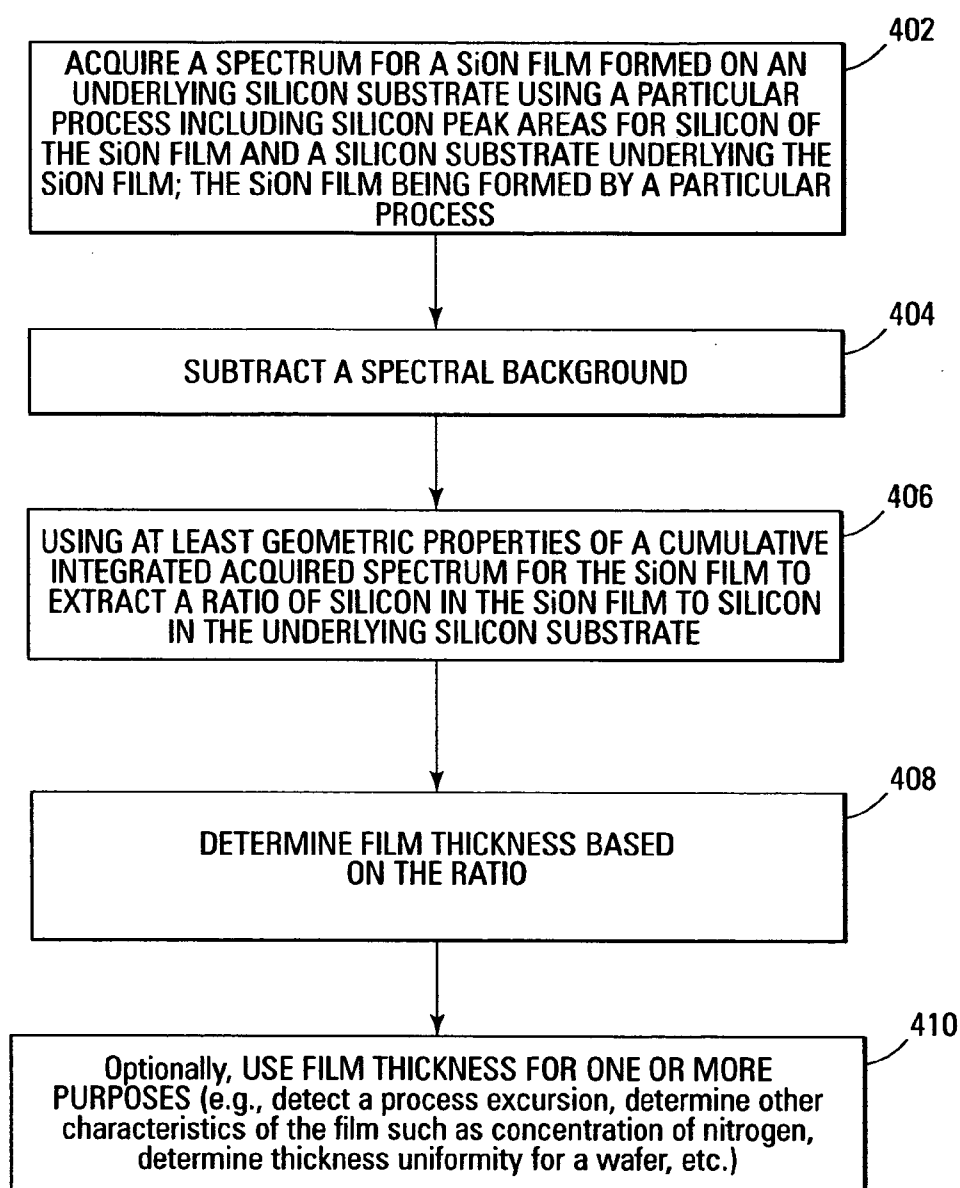 402
ACQUIRE A SPECTRUM FOR A SiON FILM FORMED ON AN
UNDERLYING SILICON SUBSTRATE USING A PARTICULAR
PROCESS INCLUDING SILICON PEAK AREAS FOR SILICON OF
THE SiON FILM AND A SILICON SUBSTRATE UNDERLYING THE
SiON FILM; THE SiON FILM BEING FORMED BY A PARTICULAR
PROCESS
404
SUBTRACT A SPECTRAL BACKGROUND
406
USING AT LEAST GEOMETRIC PROPERTIES OF A CUMULATIVE
INTEGRATED ACQUIRED SPECTRUM FOR THE SiON FILM TO
EXTRACT A RATIO OF SILICON IN THE SiON FILM TO SILICON
IN THE UNDERLYING SILICON SUBSTRATE
408
DETERMINE FILM THICKNESS BASED
ON THE RATIO
410
Optionally, USE FILM THICKNESS FOR ONE OR MORE
PURPOSES (e.g., detect a process excursion, determine other
characteristics of the film such as concentration of nitrogen,
determine thickness uniformity for a wafer, etc.)